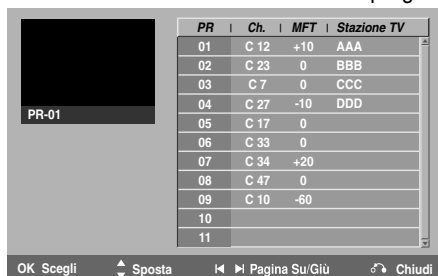 PR Ch. MFT Stazione TV
01 C 12 +10 AAA
02 C 23 0 BBB
03 C 7 0 CCC
04 C 27 -10 DDD
PR-01
05 C 17 0
06 C 33 0
07 C 34 +20
08 C 47 0
09 C 10 -60
10
11
OK Scegli Sposta Pagina Su/Giù Chiudi